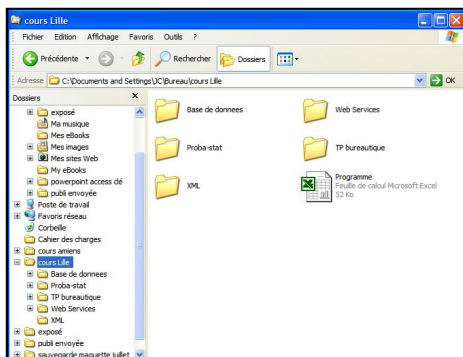 cours Lille
Fichier Edition Affichage Favoris Outils ?
Précédente Rechercher Dossiers
Adresse C:\Documents and Settings\JC\Bureau\cours Lille OK
Dossiers
exposé
Ma musique
Mes eBooks
Mes images
Mes sites Web
My eBooks
powerpoint access clé
publi envoyée
Poste de travail
Favoris réseau
Corbeille
Cahier des charges
cours amiens
cours Lille
Base de donnees
Proba-stat
TP bureautique
Web Services
XML
exposé
publi envoyée
sauvegarde maquette juillet
Base de donnees
Web Services
Proba-stat
TP bureautique
XML
Programme
Feuille de calcul Microsoft Excel
52 Ko